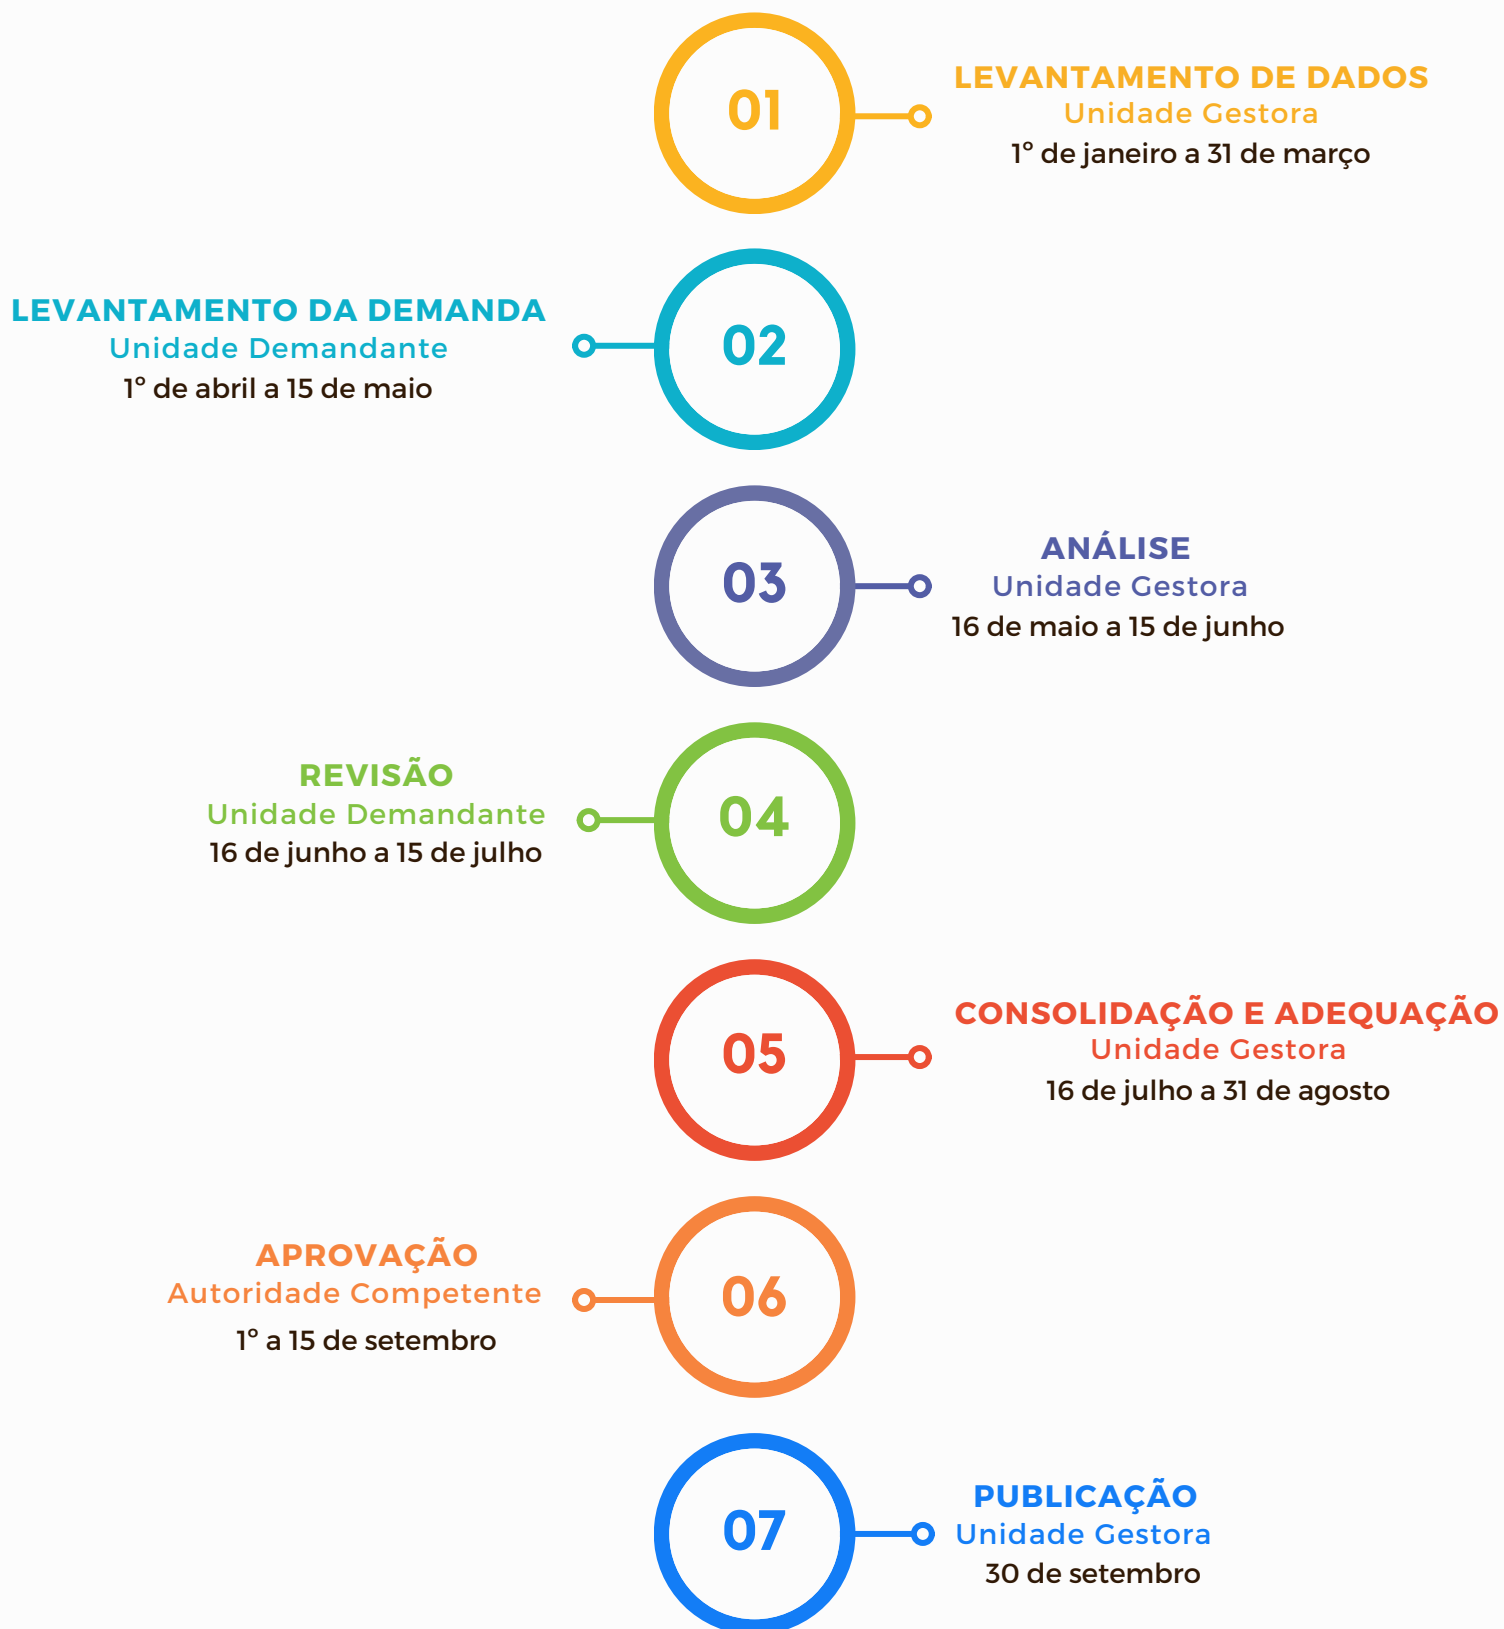 01
LEVANTAMENTO DE DADOS
Unidade Gestora
1º de janeiro a 31 de março
LEVANTAMENTO DA DEMANDA
Unidade Demandante
1º de abril a 15 de maio
02
03
ANÁLISE
Unidade Gestora
16 de maio a 15 de junho
REVISÃO
Unidade Demandante
16 de junho a 15 de julho
04
05
CONSOLIDAÇÃO E ADEQUAÇÃO
Unidade Gestora
16 de julho a 31 de agosto
APROVAÇÃO
Autoridade Competente
1º a 15 de setembro
06
07
PUBLICAÇÃO
Unidade Gestora
30 de setembro